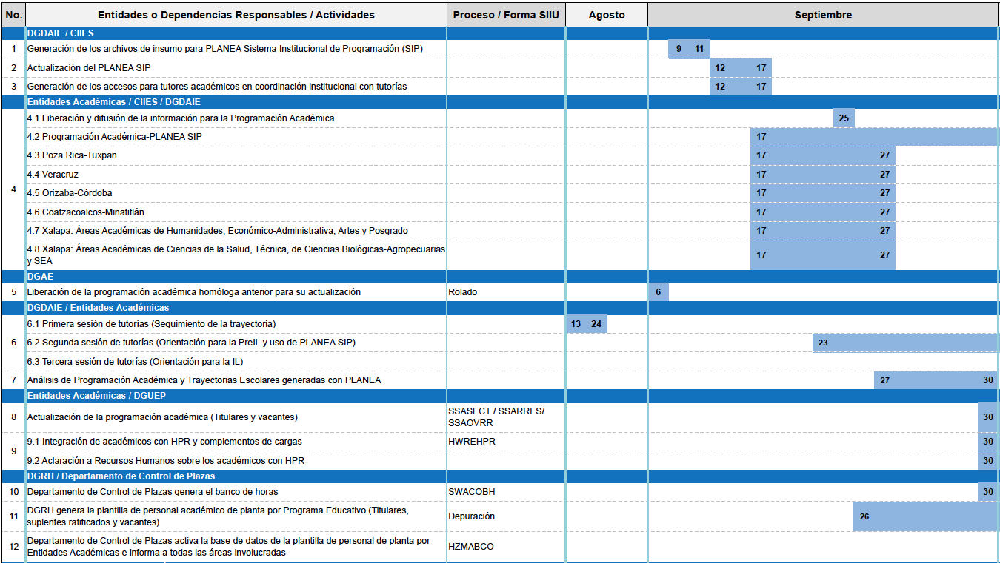 No. Entidades o Dependencias Responsables / Actividades Proceso / Forma SIIU Agosto Septiembre
DGDAIE / CIIES
1 Generación de los archivos de insumo para PLANEA Sistema Institucional de Programación (SIP) 9 11
2 Actualización del PLANEA SIP 12 17
3 Generación de los accesos para tutores académicos en coordinación institucional con tutorías 12 17
Entidades Académicas / CIIES / DGDAIE
4.1 Liberación y difusión de la información para la Programación Académica 25
4.2 Programación Académica-PLANEA SIP 17
4.3 Poza Rica-Tuxpan 17 27
4.4 Veracruz 17 27
4
4.5 Orizaba-Córdoba 17 27
4.6 Coatzacoalcos-Minatitlán 17 27
4.7 Xalapa: Áreas Académicas de Humanidades, Económico-Administrativa, Artes y Posgrado 17 27
4.8 Xalapa: Áreas Académicas de Ciencias de la Salud, Técnica, de Ciencias Biológicas-Agropecuarias
y SEA 17 27
DGAE
5 Liberación de la programación académica homóloga anterior para su actualización Rolado 6
DGDAIE / Entidades Académicas
6.1 Primera sesión de tutorías (Seguimiento de la trayectoria) 13 24
6 6.2 Segunda sesión de tutorías (Orientación para la PreIL y uso de PLANEA SIP) 23
6.3 Tercera sesión de tutorías (Orientación para la IL)
7 Análisis de Programación Académica y Trayectorias Escolares generadas con PLANEA 27 30
Entidades Académicas / DGUEP
8 Actualización de la programación académica (Titulares y vacantes) SSASECT / SSARRES/
SSAOVRR 30
9.1 Integración de académicos con HPR y complementos de cargas HWREHPR 30
9
9.2 Aclaración a Recursos Humanos sobre los académicos con HPR 30
DGRH / Departamento de Control de Plazas
10 Departamento de Control de Plazas genera el banco de horas SWACOBH 30
11 DGRH genera la plantilla de personal académico de planta por Programa Educativo (Titulares,
suplentes ratificados y vacantes) Depuración 26
12 Departamento de Control de Plazas activa la base de datos de la plantilla de personal de planta por
Entidades Académicas e informa a todas las áreas involucradas HZMABCO